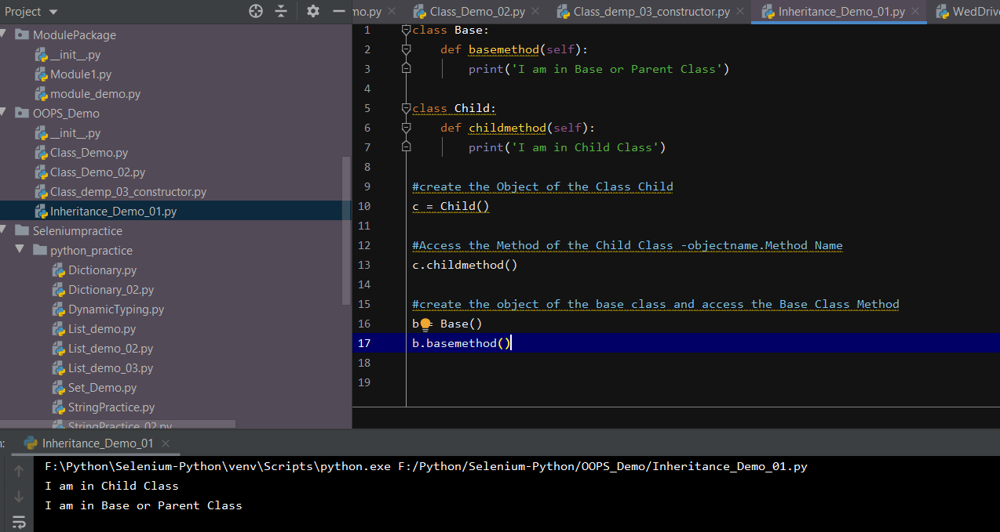 Project
ModulePackage
__init__.py
Module1.py
module_demo.py
OOPS_Demo
__init__.py
Class_Demo.py
Class_Demo_02.py
Class_demp_03_constructor.py
Inheritance_Demo_01.py
Seleniumpractice
python_practice
Dictionary.py
Dictionary_02.py
DynamicTyping.py
List_demo.py
List_demo_02.py
List_demo_03.py
Set_Demo.py
StringPractice.py
StringPractice_02.py
mo.py Class_Demo_02.py Class_demp_03_constructor.py Inheritance_Demo_01.py WedDrive
1 class Base:
2 def basemethod(self):
3 print('I am in Base or Parent Class')
4
5 class Child:
6 def childmethod(self):
7 print('I am in Child Class')
8
9 #create the Object of the Class Child
10 c = Child()
11
12 #Access the Method of the Child Class -objectname.Method Name
13 c.childmethod()
14
15 #create the object of the base class and access the Base Class Method
16 b = Base()
17 b.basemethod()
18
19
Inheritance_Demo_01
F:\Python\Selenium-Python\venv\Scripts\python.exe F:/Python/Selenium-Python/OOPS_Demo/Inheritance_Demo_01.py
I am in Child Class
I am in Base or Parent Class